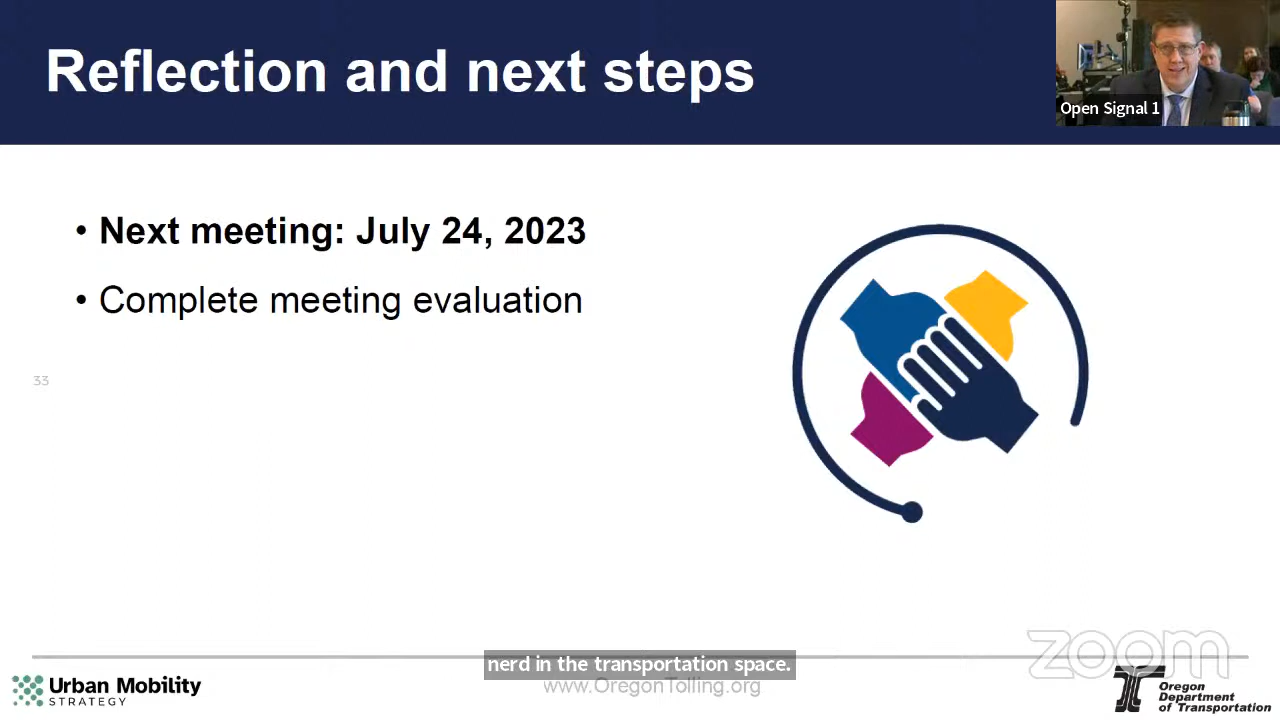 Reflection and next steps
Open Signal 1
• Next meeting: July 24, 2023
• Complete meeting evaluation
33
nerd in the transportation space.
www.OregonTolling.org
zoom
Urban Mobility
STRATEGY
Oregon
Department
of Transportation